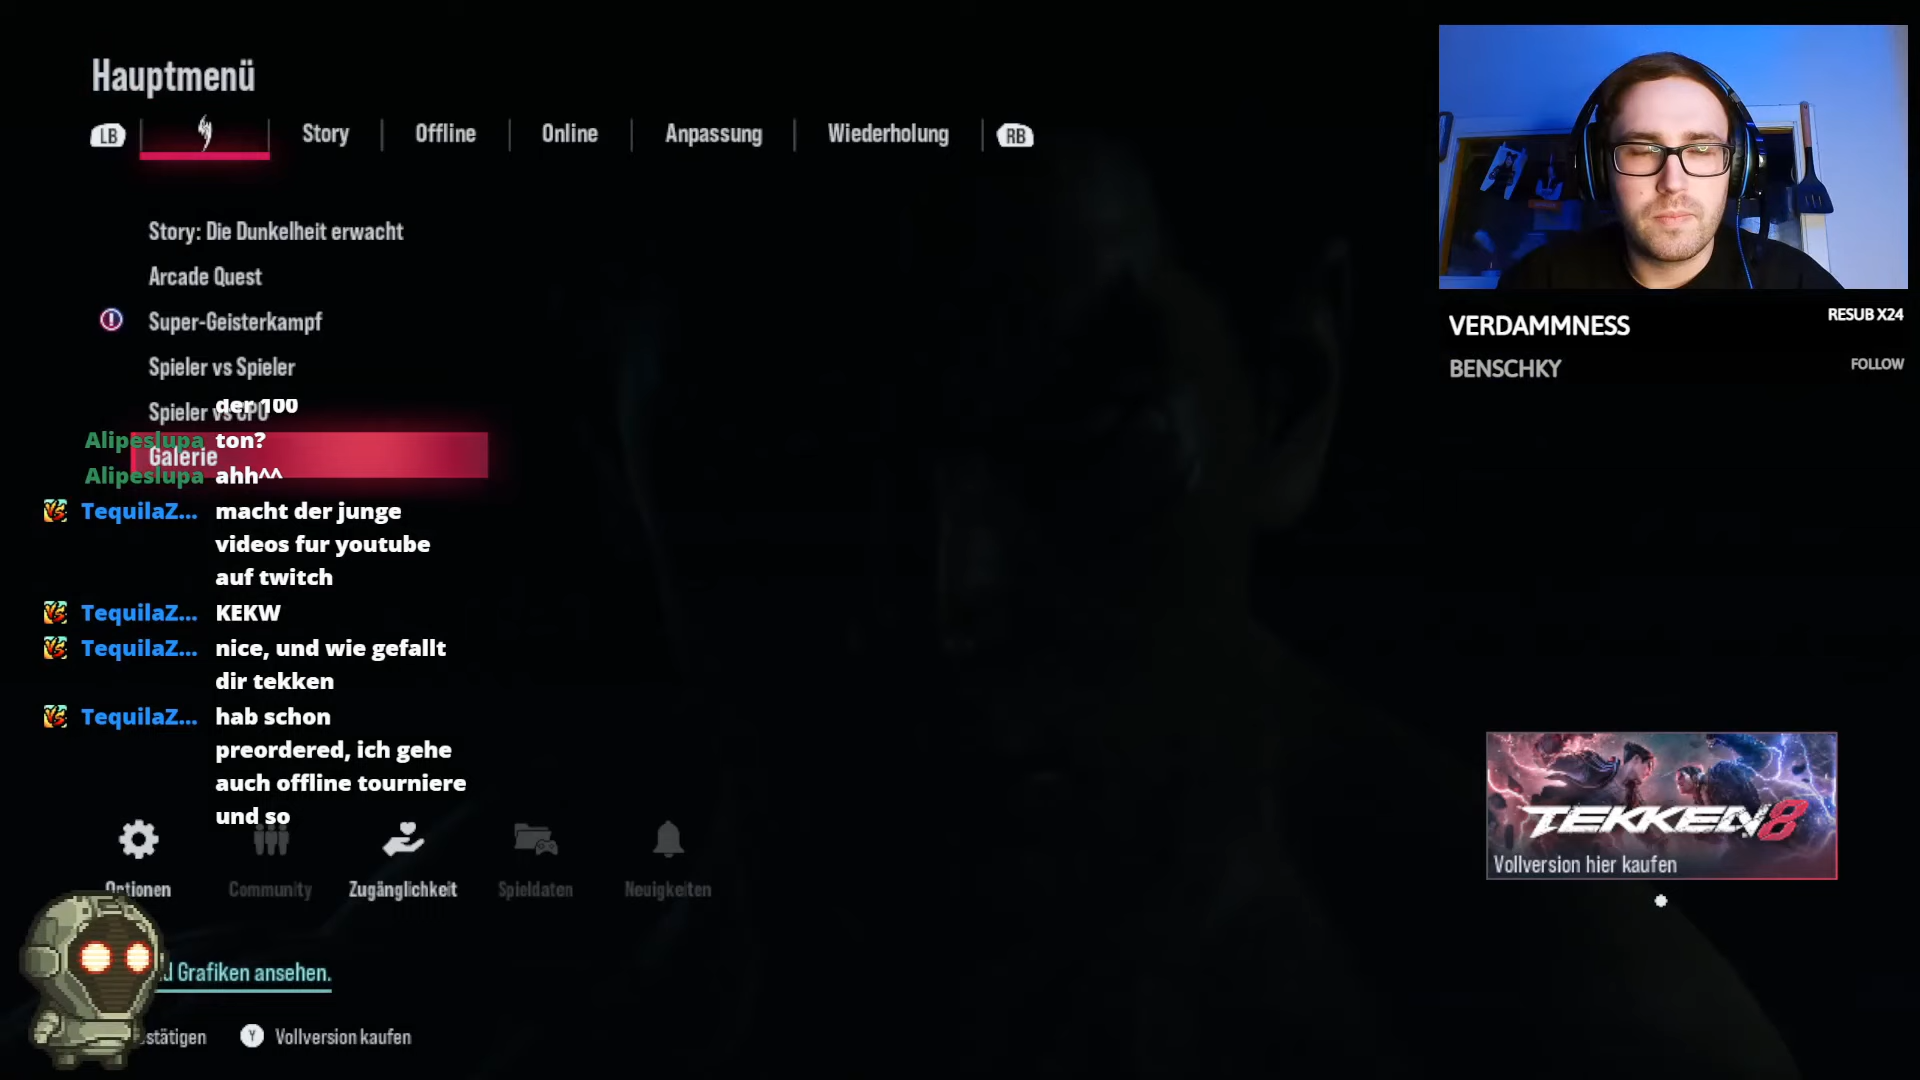 Hauptmenü
LB
Story
Offline
Online
Anpassung
Wiederholung
RB
Story: Die Dunkelheit erwacht
Arcade Quest
Super-Geisterkampf
Spieler vs Spieler
Spieler vs CPU
Galerie
der 100
Alipeslupa ton?
Alipeslupa ahh^^
TequilaZ... macht der junge
videos fur youtube
auf twitch
TequilaZ... KEKW
TequilaZ... nice, und wie gefallt
dir tekken
TequilaZ... hab schon
preordered, ich gehe
auch offline tourniere
und so
Optionen
Community
Zugänglichkeit
Spieldaten
Neuigkeiten
d Grafiken ansehen.
stätigen
Y Vollversion kaufen
VERDAMMNESS
RESUB X24
BENSCHKY
FOLLOW
TEKKEN 8
Vollversion hier kaufen